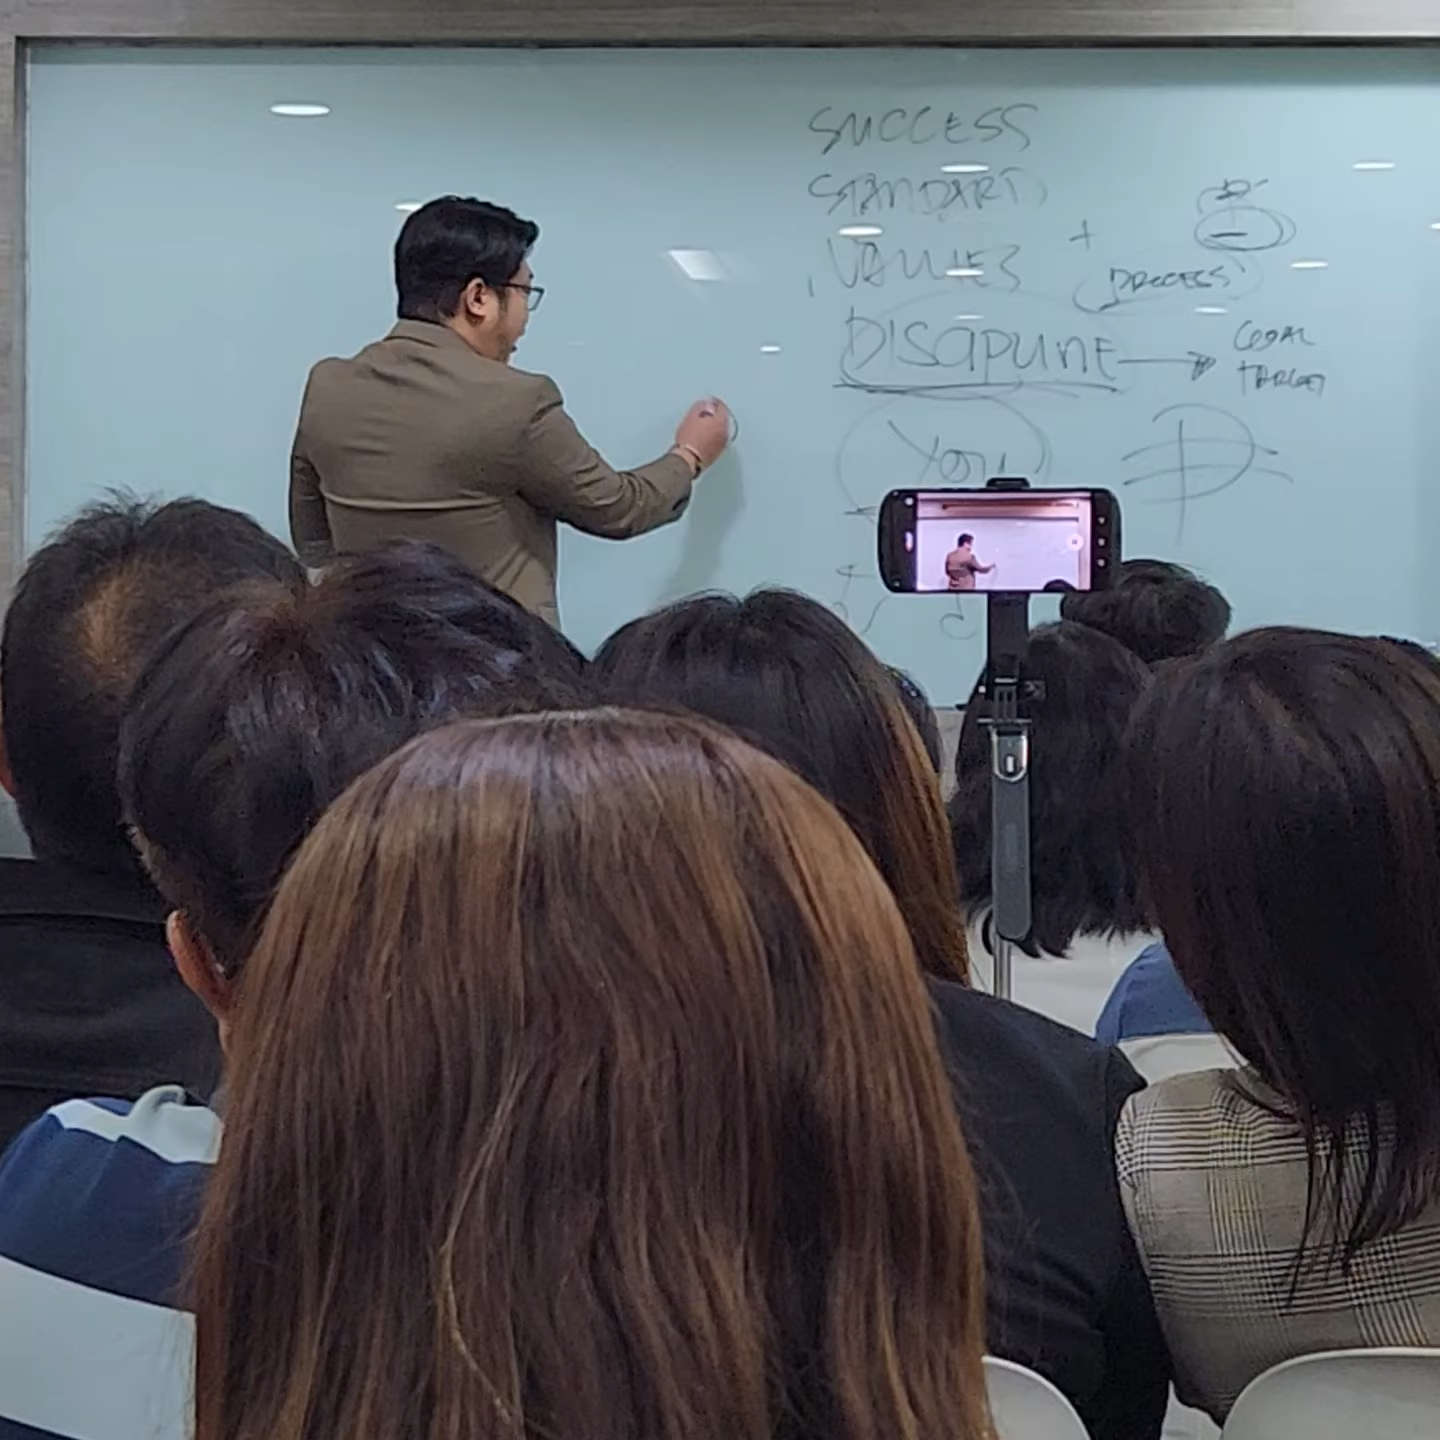 SUCCESS
STANDARD
VALUES +
PROCESS
DISCIPLINE → GOAL
TARGET
You